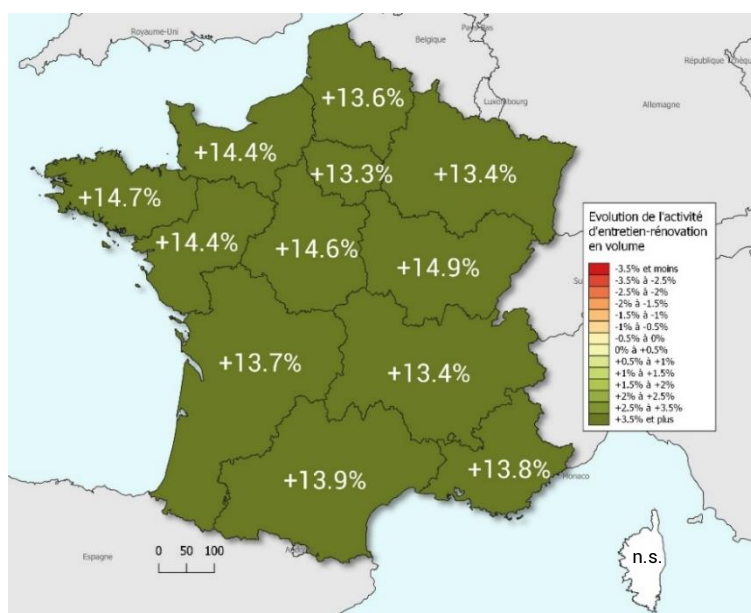 Royaume-Uni
Belgique
Pays-Bas
République Tchèque
Luxembourg
Allemagne
+13.6%
+14.4%
+13.3%
+13.4%
+14.7%
+14.4%
+14.6%
+14.9%
+13.7%
+13.4%
+13.9%
+13.8%
Monaco
Espagne
0 50 100
n.s.
Evolution de l'activité
d'entretien-rénovation
en volume
-3.5% et moins
-3.5% à -2.5%
-2.5% à -2%
-2% à -1.5%
-1.5% à -1%
-1% à -0.5%
-0.5% à 0%
0% à +0.5%
+0.5% à +1%
+1% à +1.5%
+1.5% à +2%
+2% à +2.5%
+2.5% à +3.5%
+3.5% et plus